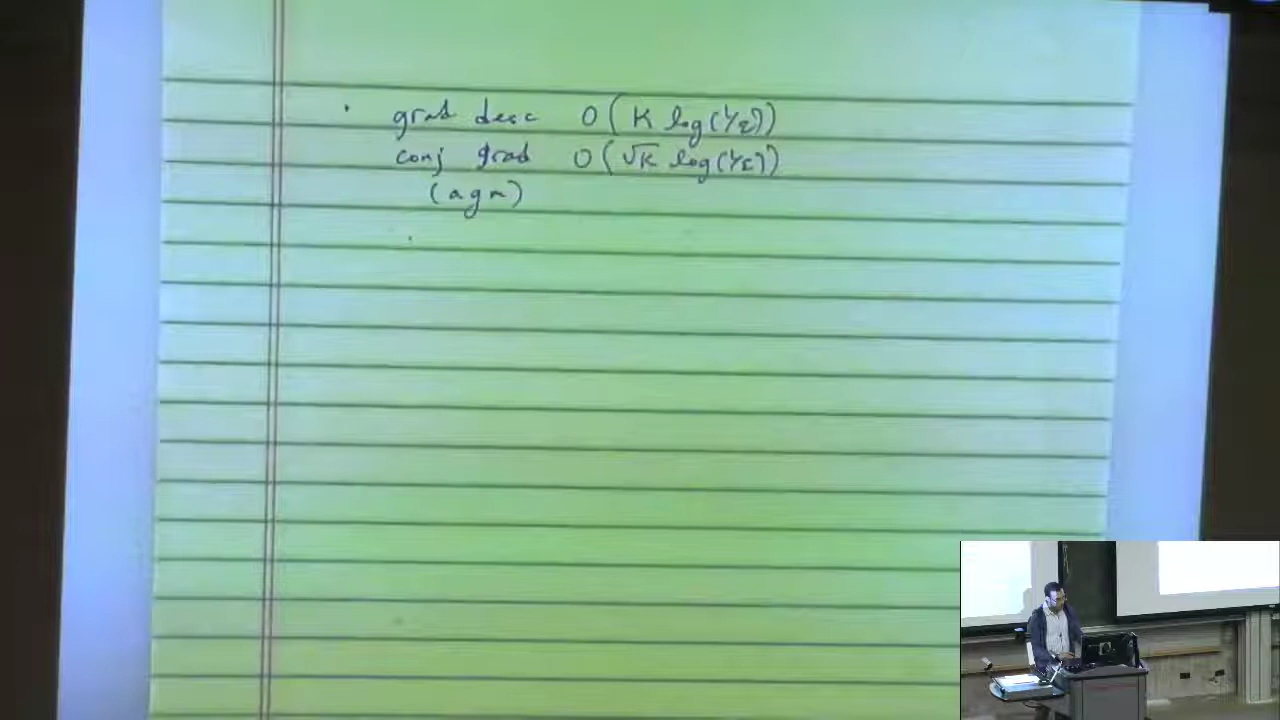 · grad desc O(K log(1/ε))
conj grad O(√K log(1/ε))
(agm)